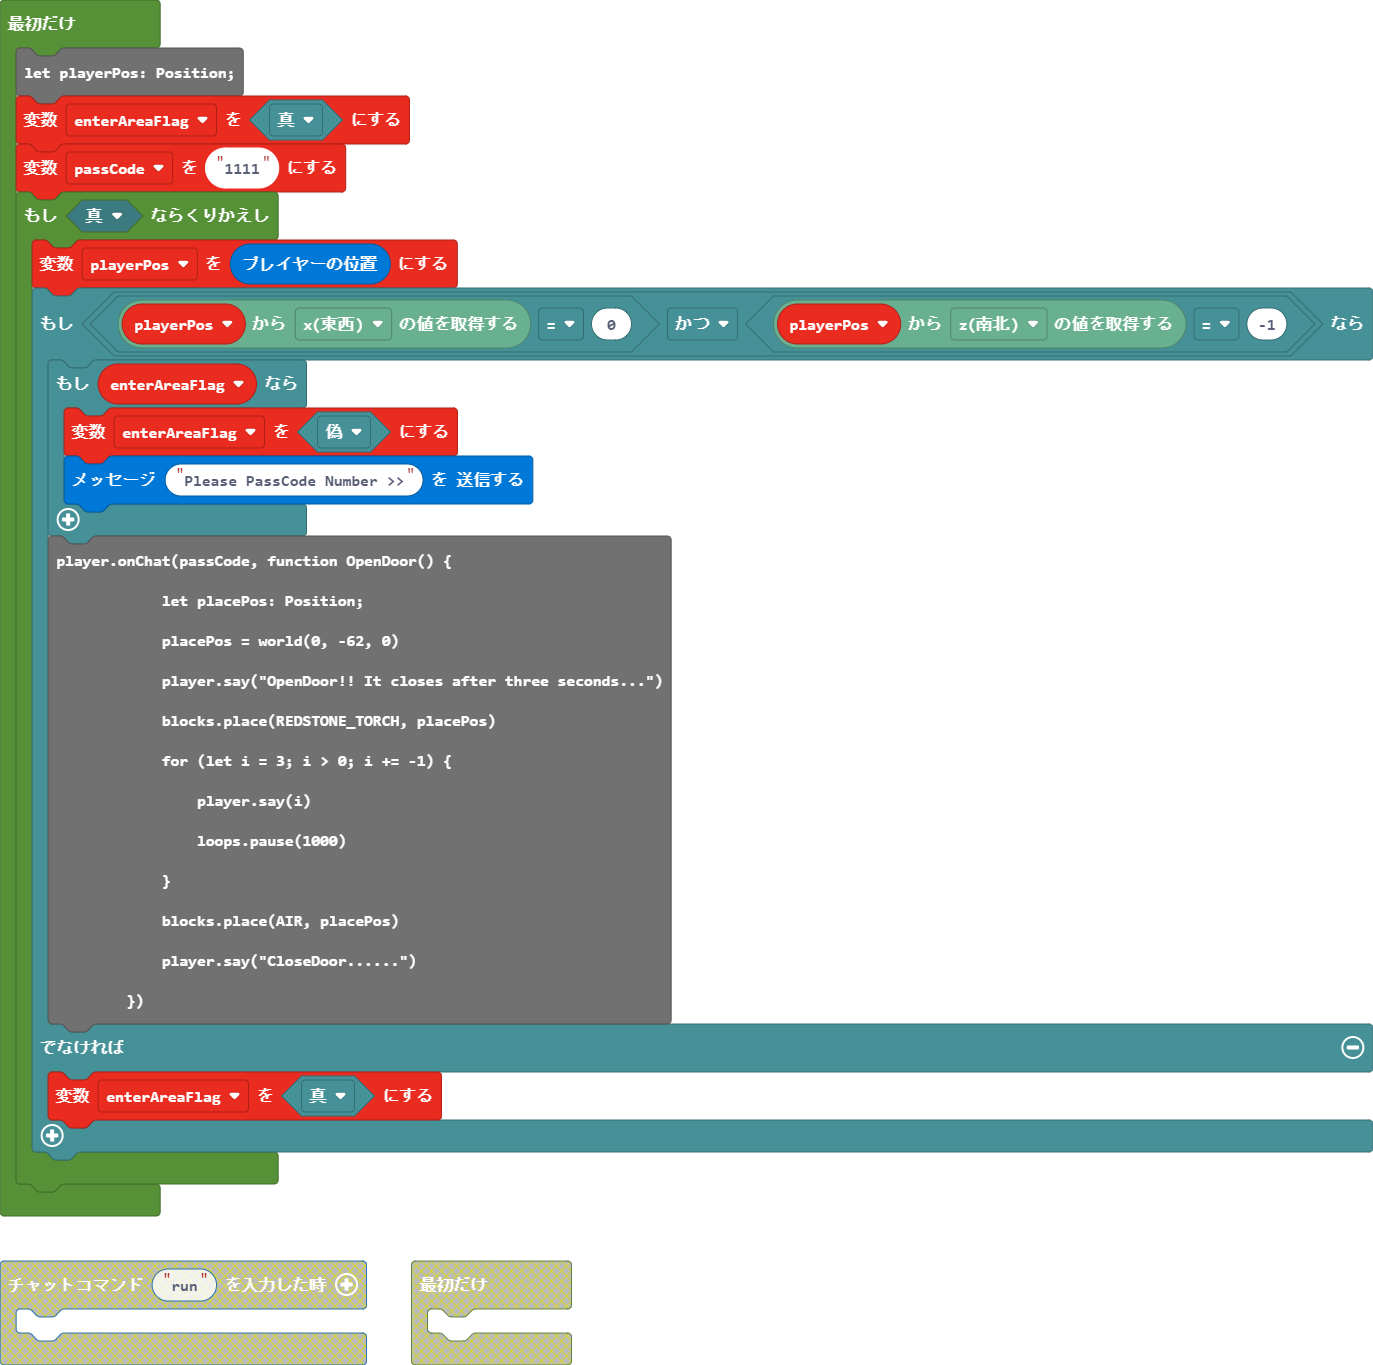 最初だけ
let playerPos: Position;
変数 enterAreaFlag を 真 にする
変数 passCode を "1111" にする
もし 真 ならくりかえし
変数 playerPos を プレイヤーの位置 にする
もし playerPos から x(東西) の値を取得する = 0 かつ playerPos から z(南北) の値を取得する = -1 なら
もし enterAreaFlag なら
変数 enterAreaFlag を 偽 にする
メッセージ "Please PassCode Number >>" を 送信する
player.onChat(passCode, function OpenDoor() {
let placePos: Position;
placePos = world(0, -62, 0)
player.say("OpenDoor!! It closes after three seconds...")
blocks.place(REDSTONE_TORCH, placePos)
for (let i = 3; i > 0; i += -1) {
player.say(i)
loops.pause(1000)
}
blocks.place(AIR, placePos)
player.say("CloseDoor......")
})
でなければ
変数 enterAreaFlag を 真 にする
チャットコマンド "run" を入力した時
最初だけ